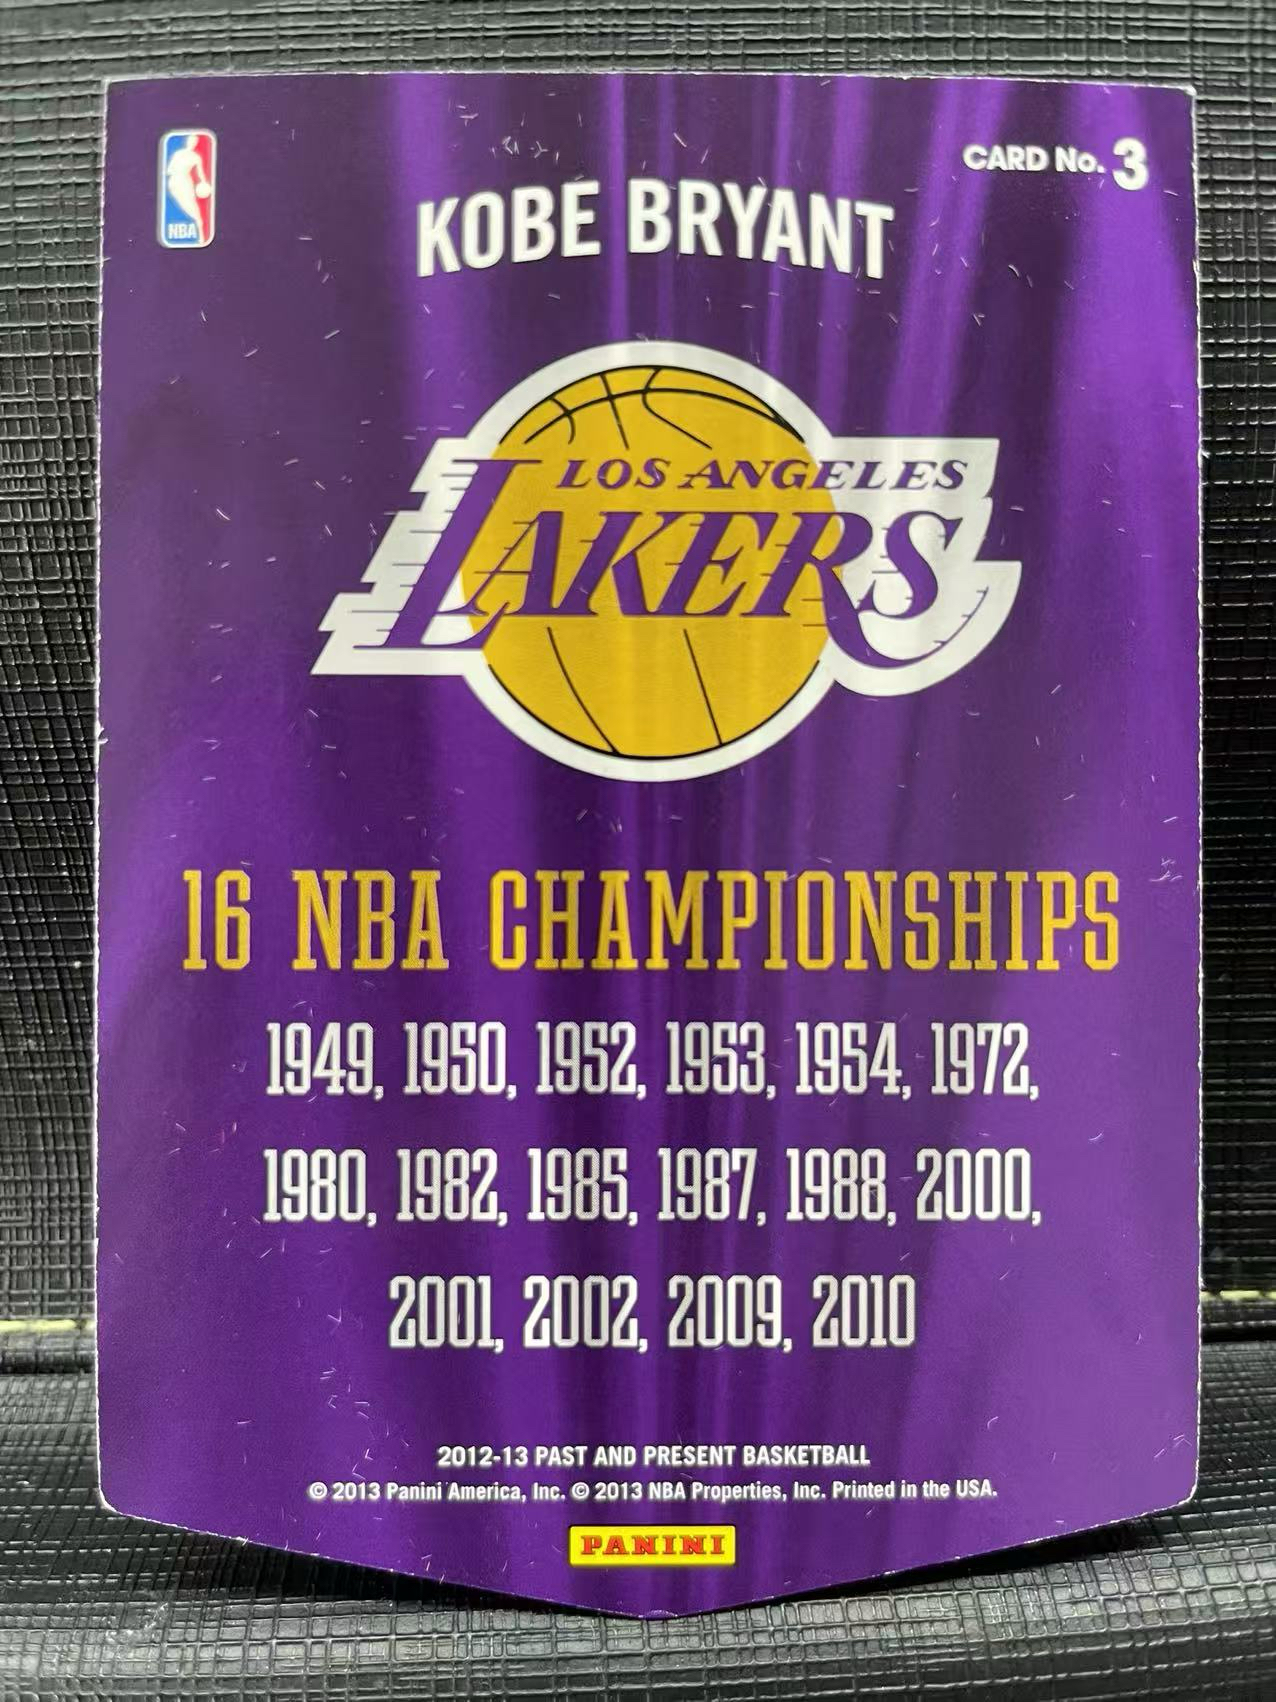 NBA
CARD No. 3
KOBE BRYANT
LOS ANGELES
LAKERS
16 NBA CHAMPIONSHIPS
1949, 1950, 1952, 1953, 1954, 1972,
1980, 1982, 1985, 1987, 1988, 2000,
2001, 2002, 2009, 2010
2012-13 PAST AND PRESENT BASKETBALL
© 2013 Panini America, Inc. © 2013 NBA Properties, Inc. Printed in the USA.
PANINI